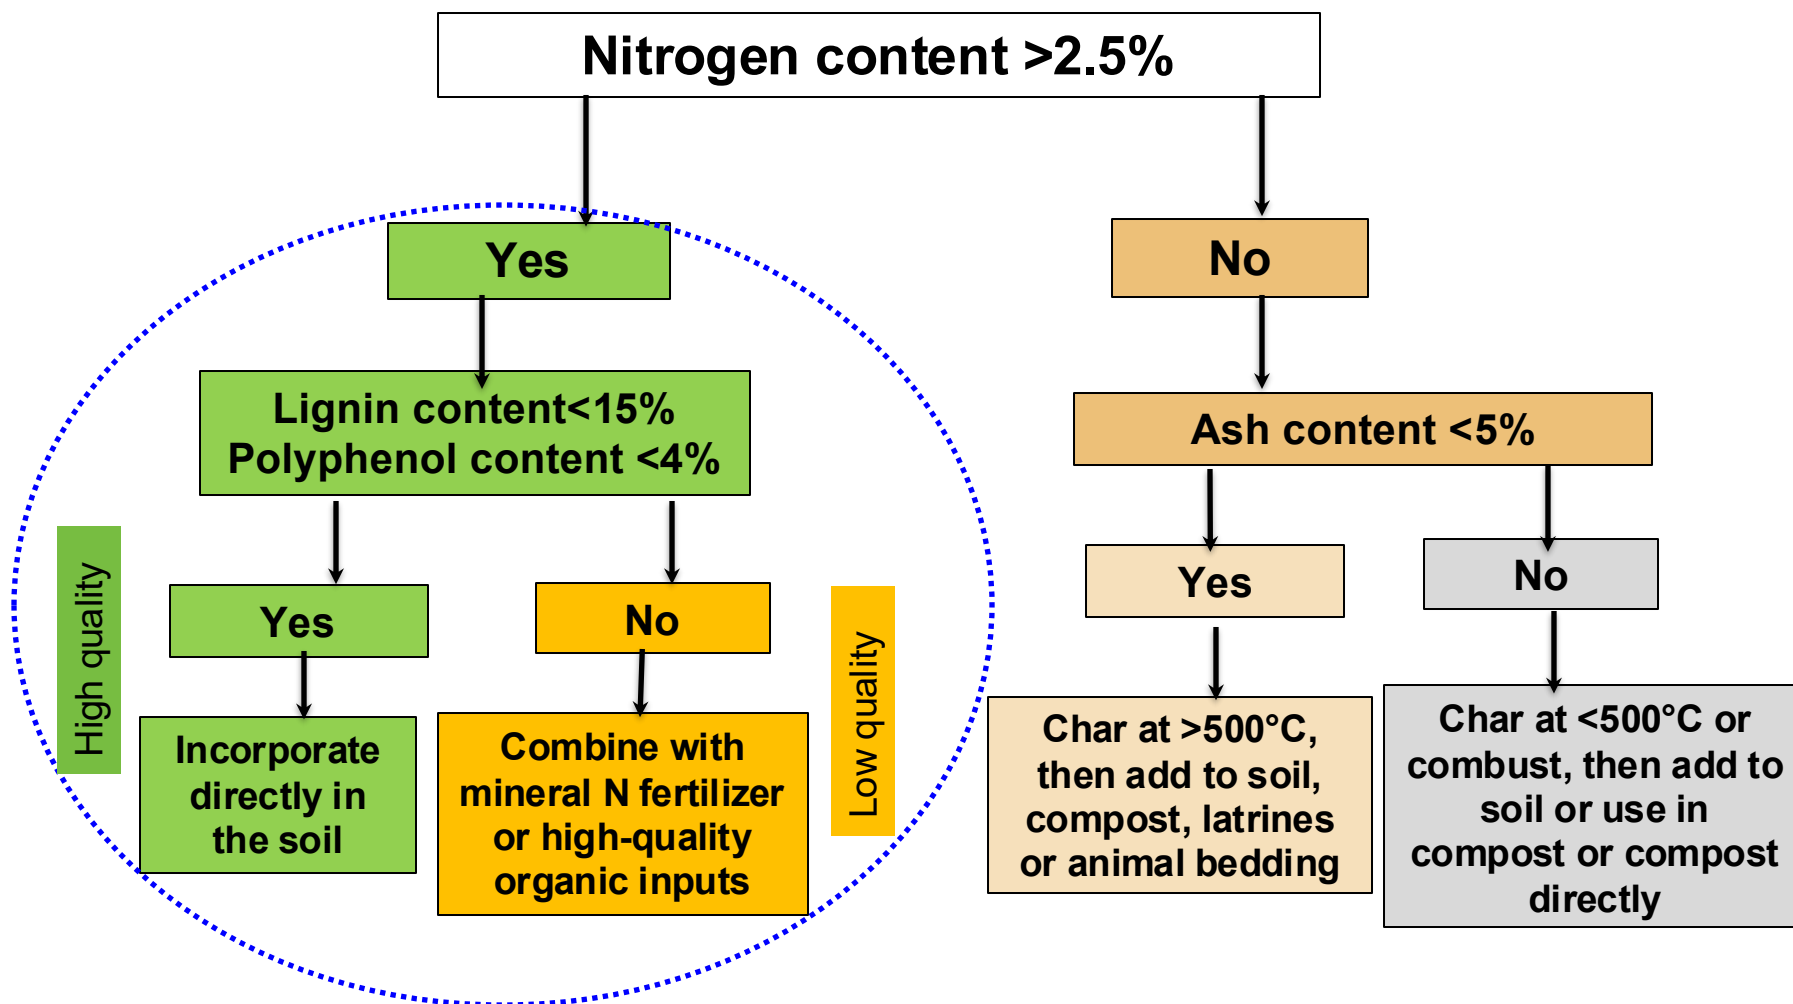 Nitrogen content >2.5%
Yes
No
Lignin content<15%
Polyphenol content <4%
Ash content <5%
High quality
Yes
No
Low quality
Yes
No
Incorporate
directly in
the soil
Combine with
mineral N fertilizer
or high-quality
organic inputs
Char at >500°C,
then add to soil,
compost, latrines
or animal bedding
Char at <500°C or
combust, then add to
soil or use in
compost or compost
directly